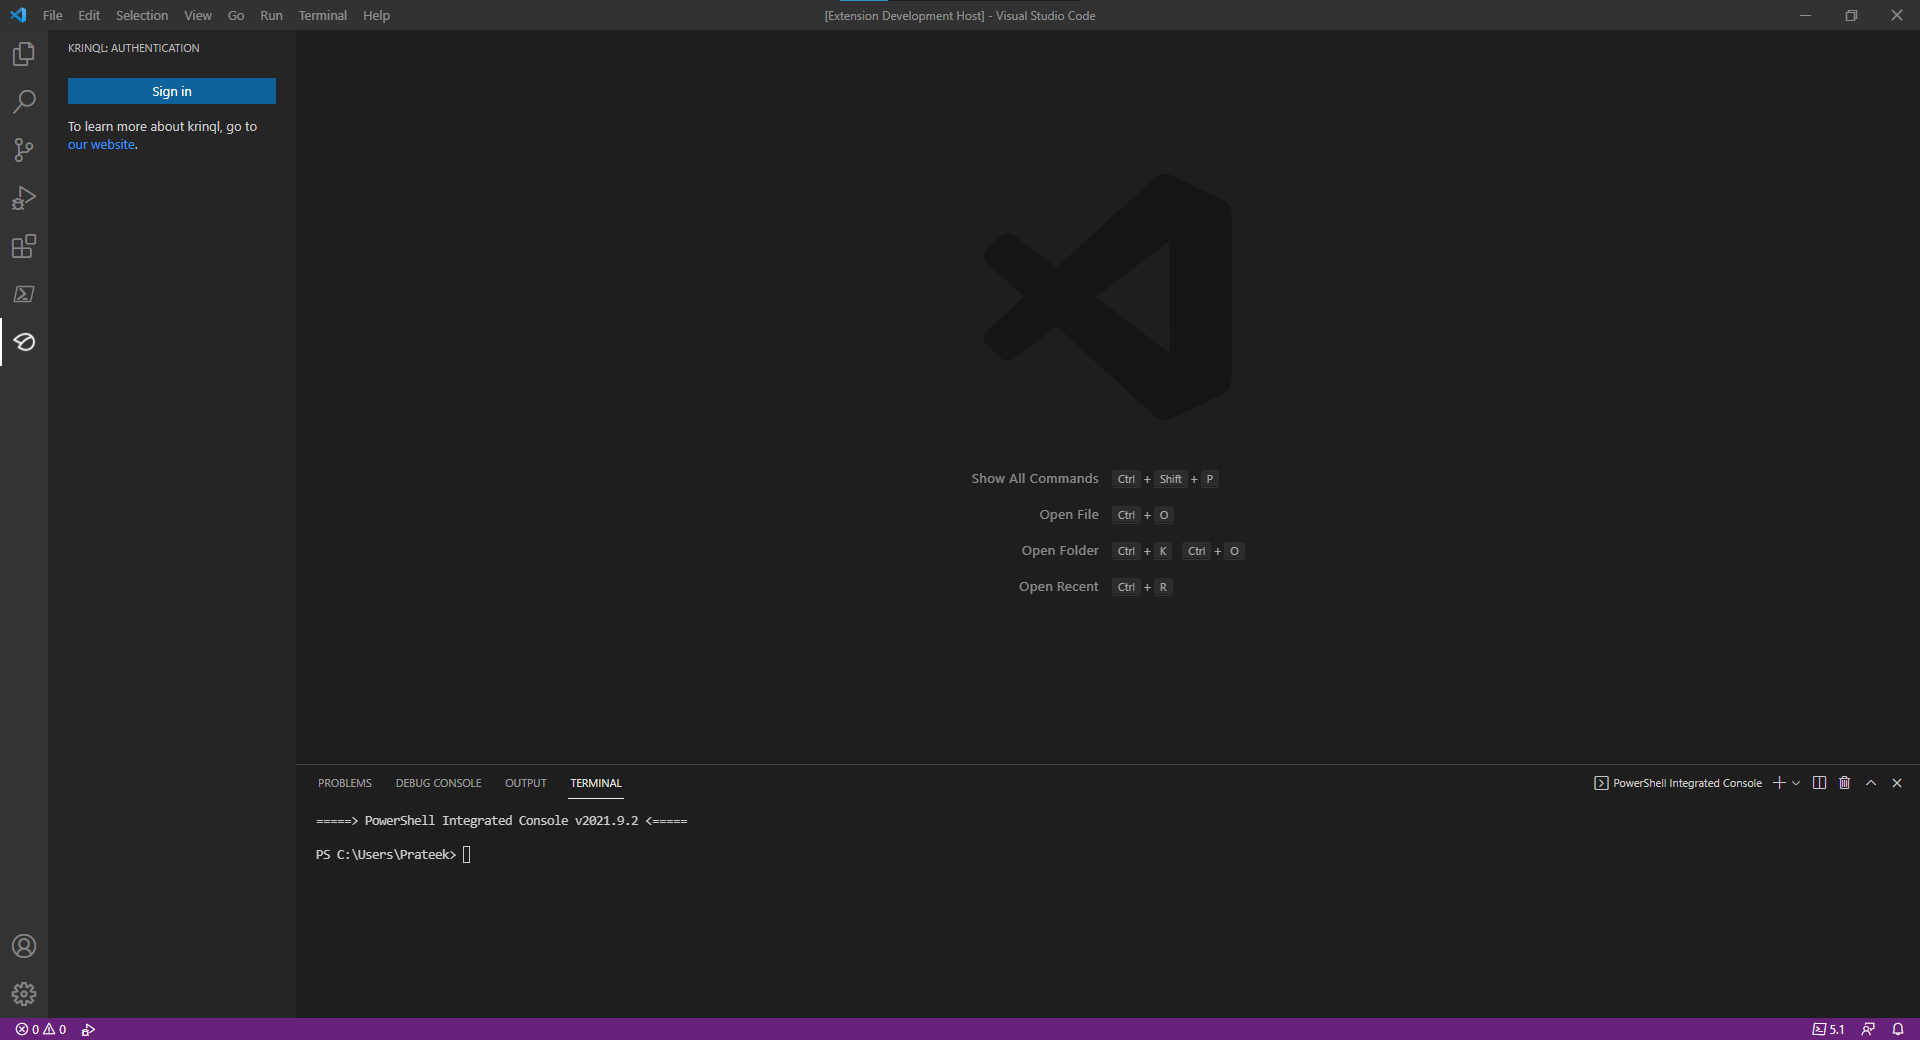 File Edit Selection View Go Run Terminal Help
[Extension Development Host] - Visual Studio Code
KRINQL: AUTHENTICATION
Sign in
To learn more about krinql, go to
our website.
Show All Commands Ctrl + Shift + P
Open File Ctrl + O
Open Folder Ctrl + K Ctrl + O
Open Recent Ctrl + R
PROBLEMS DEBUG CONSOLE OUTPUT TERMINAL
PowerShell Integrated Console
=====> PowerShell Integrated Console v2021.9.2 <=====
PS C:\Users\Prateek>
0 0
5.1